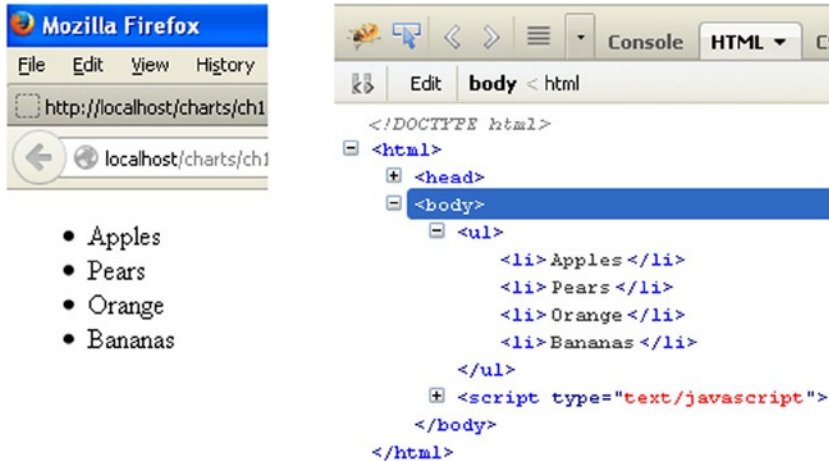 Mozilla Firefox
File Edit View History
http://localhost/charts/ch1
localhost/charts/ch1
• Apples
• Pears
• Orange
• Bananas
Console HTML
Edit body < html
<!DOCTYPE html>
<html>
<head>
<body>
<ul>
<li>Apples</li>
<li>Pears</li>
<li>Orange</li>
<li>Bananas</li>
</ul>
<script type="text/javascript">
</body>
</html>